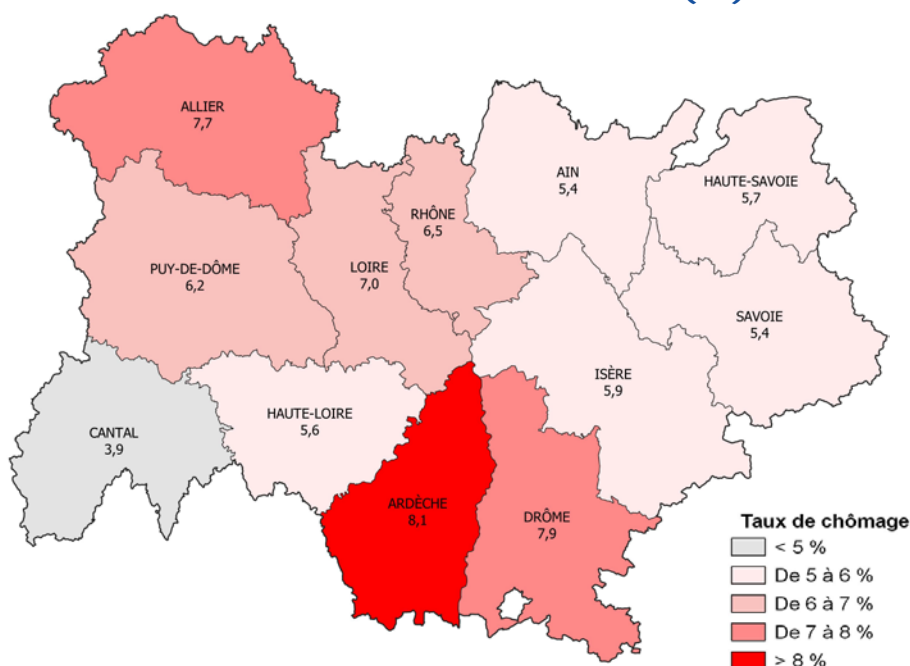 ALLIER
7,7
AIN
5,4
HAUTE-SAVOIE
5,7
RHÔNE
6,5
PUY-DE-DÔME
6,2
LOIRE
7,0
SAVOIE
5,4
ISÈRE
5,9
HAUTE-LOIRE
5,6
CANTAL
3,9
ARDÈCHE
8,1
DRÔME
7,9
Taux de chômage
< 5 %
De 5 à 6 %
De 6 à 7 %
De 7 à 8 %
> 8 %